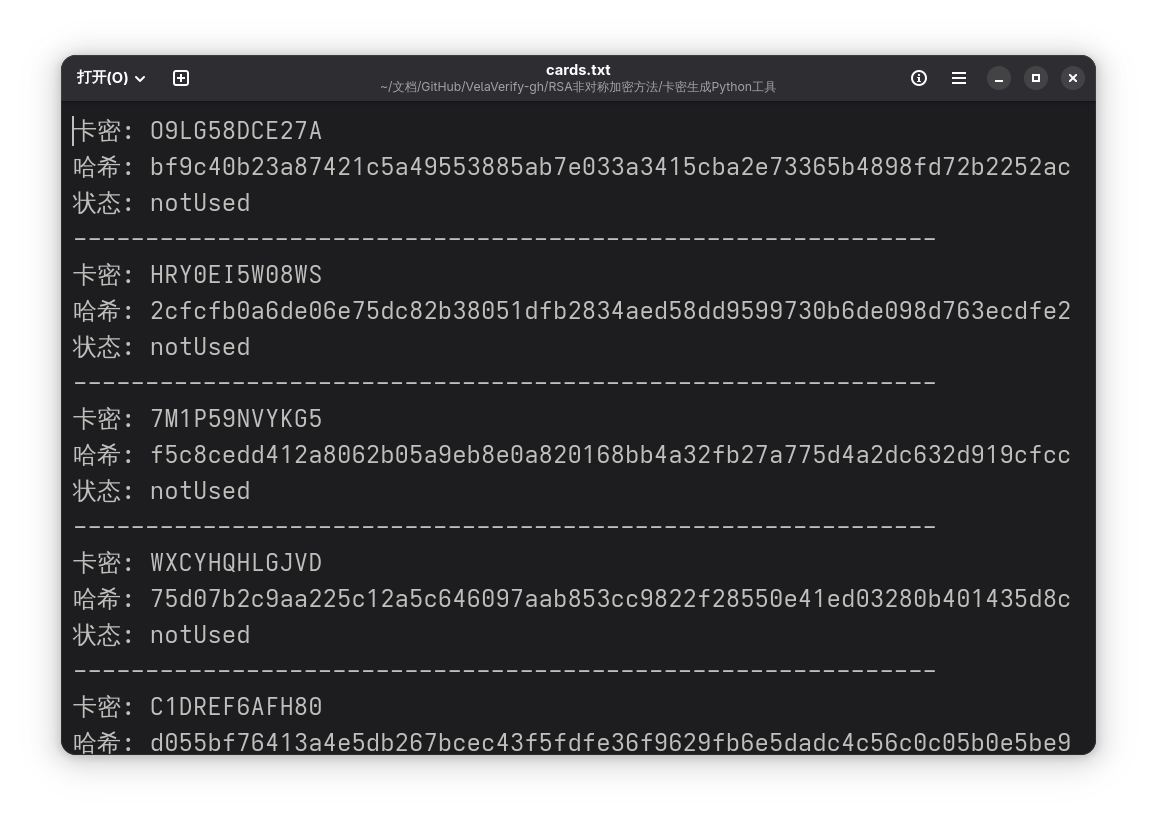 打开(O)
cards.txt
~/文档/GitHub/VelaVerify-gh/RSA非对称加密方法/卡密生成Python工具
卡密: O9LG58DCE27A
哈希: bf9c40b23a87421c5a49553885ab7e033a3415cba2e73365b4898fd72b2252ac
状态: notUsed
------------------------------------------------------------
卡密: HRY0EI5W08WS
哈希: 2cfcfb0a6de06e75dc82b38051dfb2834aed58dd9599730b6de098d763ecdfe2
状态: notUsed
------------------------------------------------------------
卡密: 7M1P59NVYKG5
哈希: f5c8cedd412a8062b05a9eb8e0a820168bb4a32fb27a775d4a2dc632d919cfcc
状态: notUsed
------------------------------------------------------------
卡密: WXCYHQHLGJVD
哈希: 75d07b2c9aa225c12a5c646097aab853cc9822f28550e41ed03280b401435d8c
状态: notUsed
------------------------------------------------------------
卡密: C1DREF6AFH80
哈希: d055bf76413a4e5db267bcec43f5fdfe36f9629fb6e5dadc4c56c0c05b0e5be9